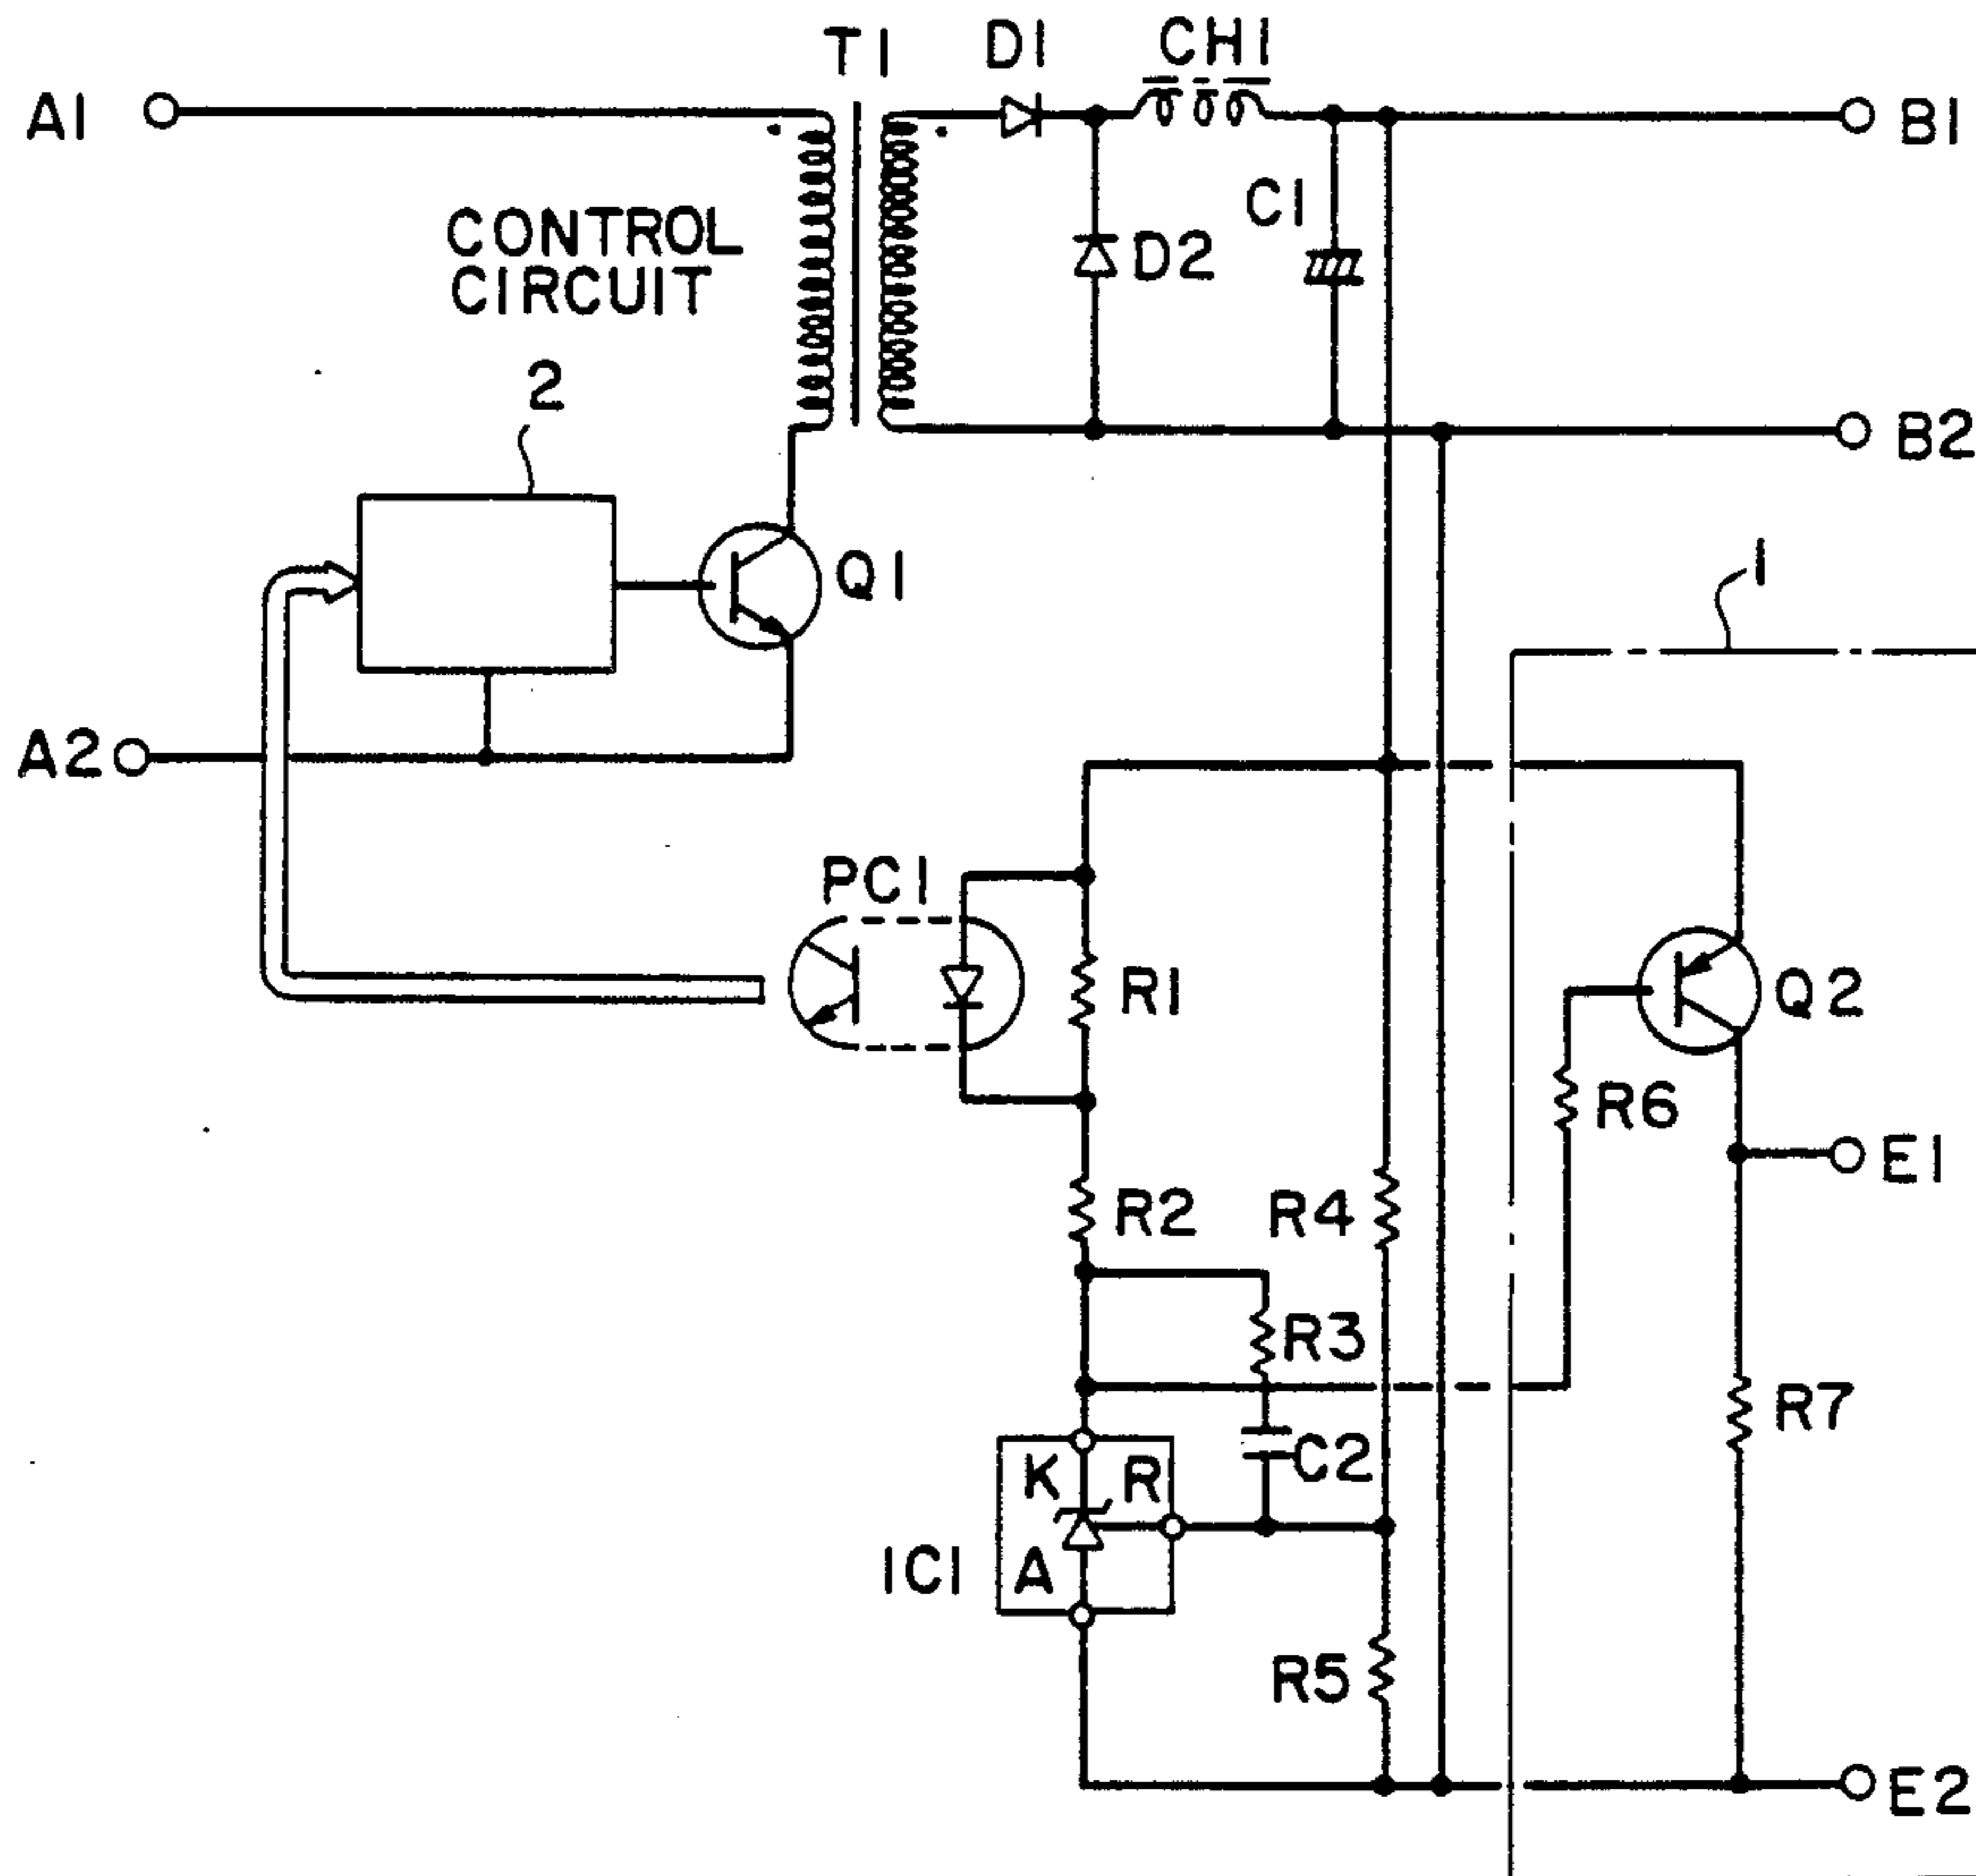 T1
D1
CH1
A1
B1
C1
CONTROL
CIRCUIT
D2
2
B2
Q1
1
A2
PC1
R1
Q2
R6
E1
R2
R4
R3
R7
K
R
C2
IC1
A
R5
E2